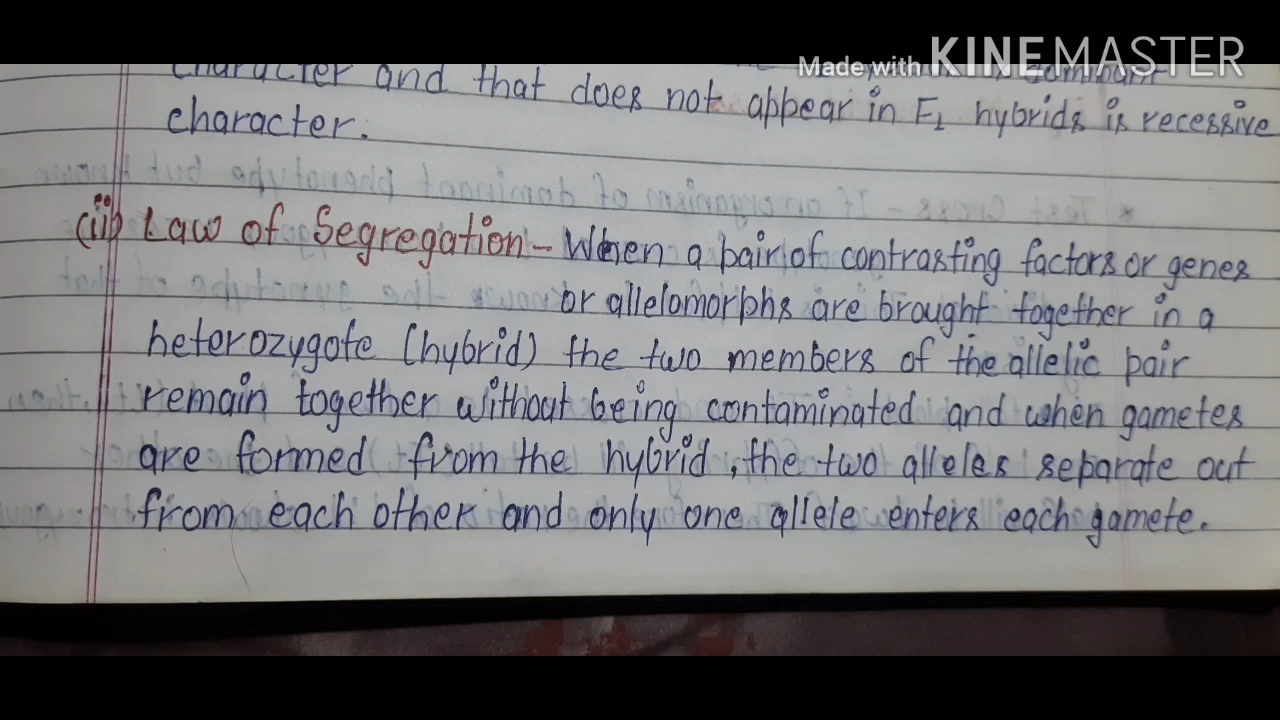 Made with KINEMASTER
character and that does not appear in F1 hybrids is recessive
character.
(ii) Law of Segregation - When a pair of contrasting factors or genes
or allelomorphs are brought together in a
heterozygote (hybrid) the two members of the allelic pair
remain together without being contaminated and when gametes
are formed from the hybrid, the two alleles separate out
from each other and only one allele enters each gamete.